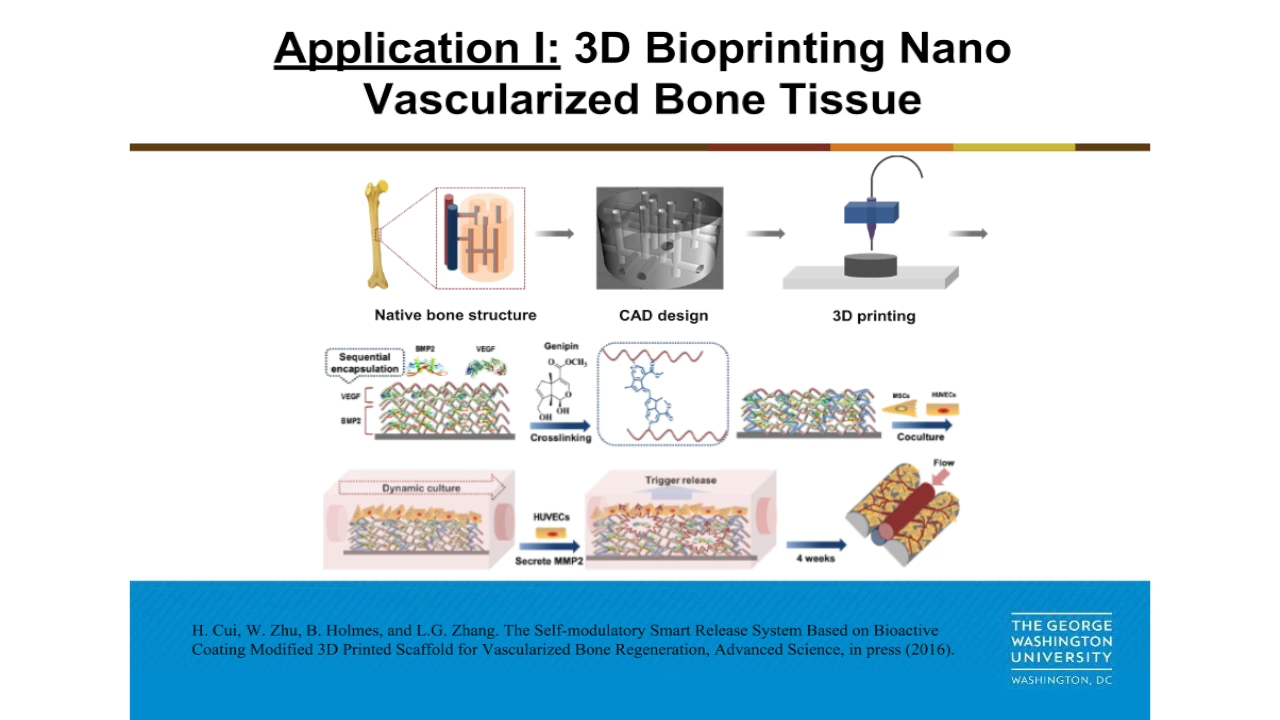 Application I: 3D Bioprinting Nano
Vascularized Bone Tissue
Native bone structure
CAD design
3D printing
Sequential
encapsulation
BMP2
VEGF
VEGF
BMP2
Genipin
O
OCH3
O
OH
OH
Crosslinking
MSCs
HUVECs
Coculture
Dynamic culture
HUVECs
Secrete MMP2
Trigger release
4 weeks
Flow
H. Cui, W. Zhu, B. Holmes, and L.G. Zhang. The Self-modulatory Smart Release System Based on Bioactive
Coating Modified 3D Printed Scaffold for Vascularized Bone Regeneration, Advanced Science, in press (2016).
THE GEORGE
WASHINGTON
UNIVERSITY
WASHINGTON, DC